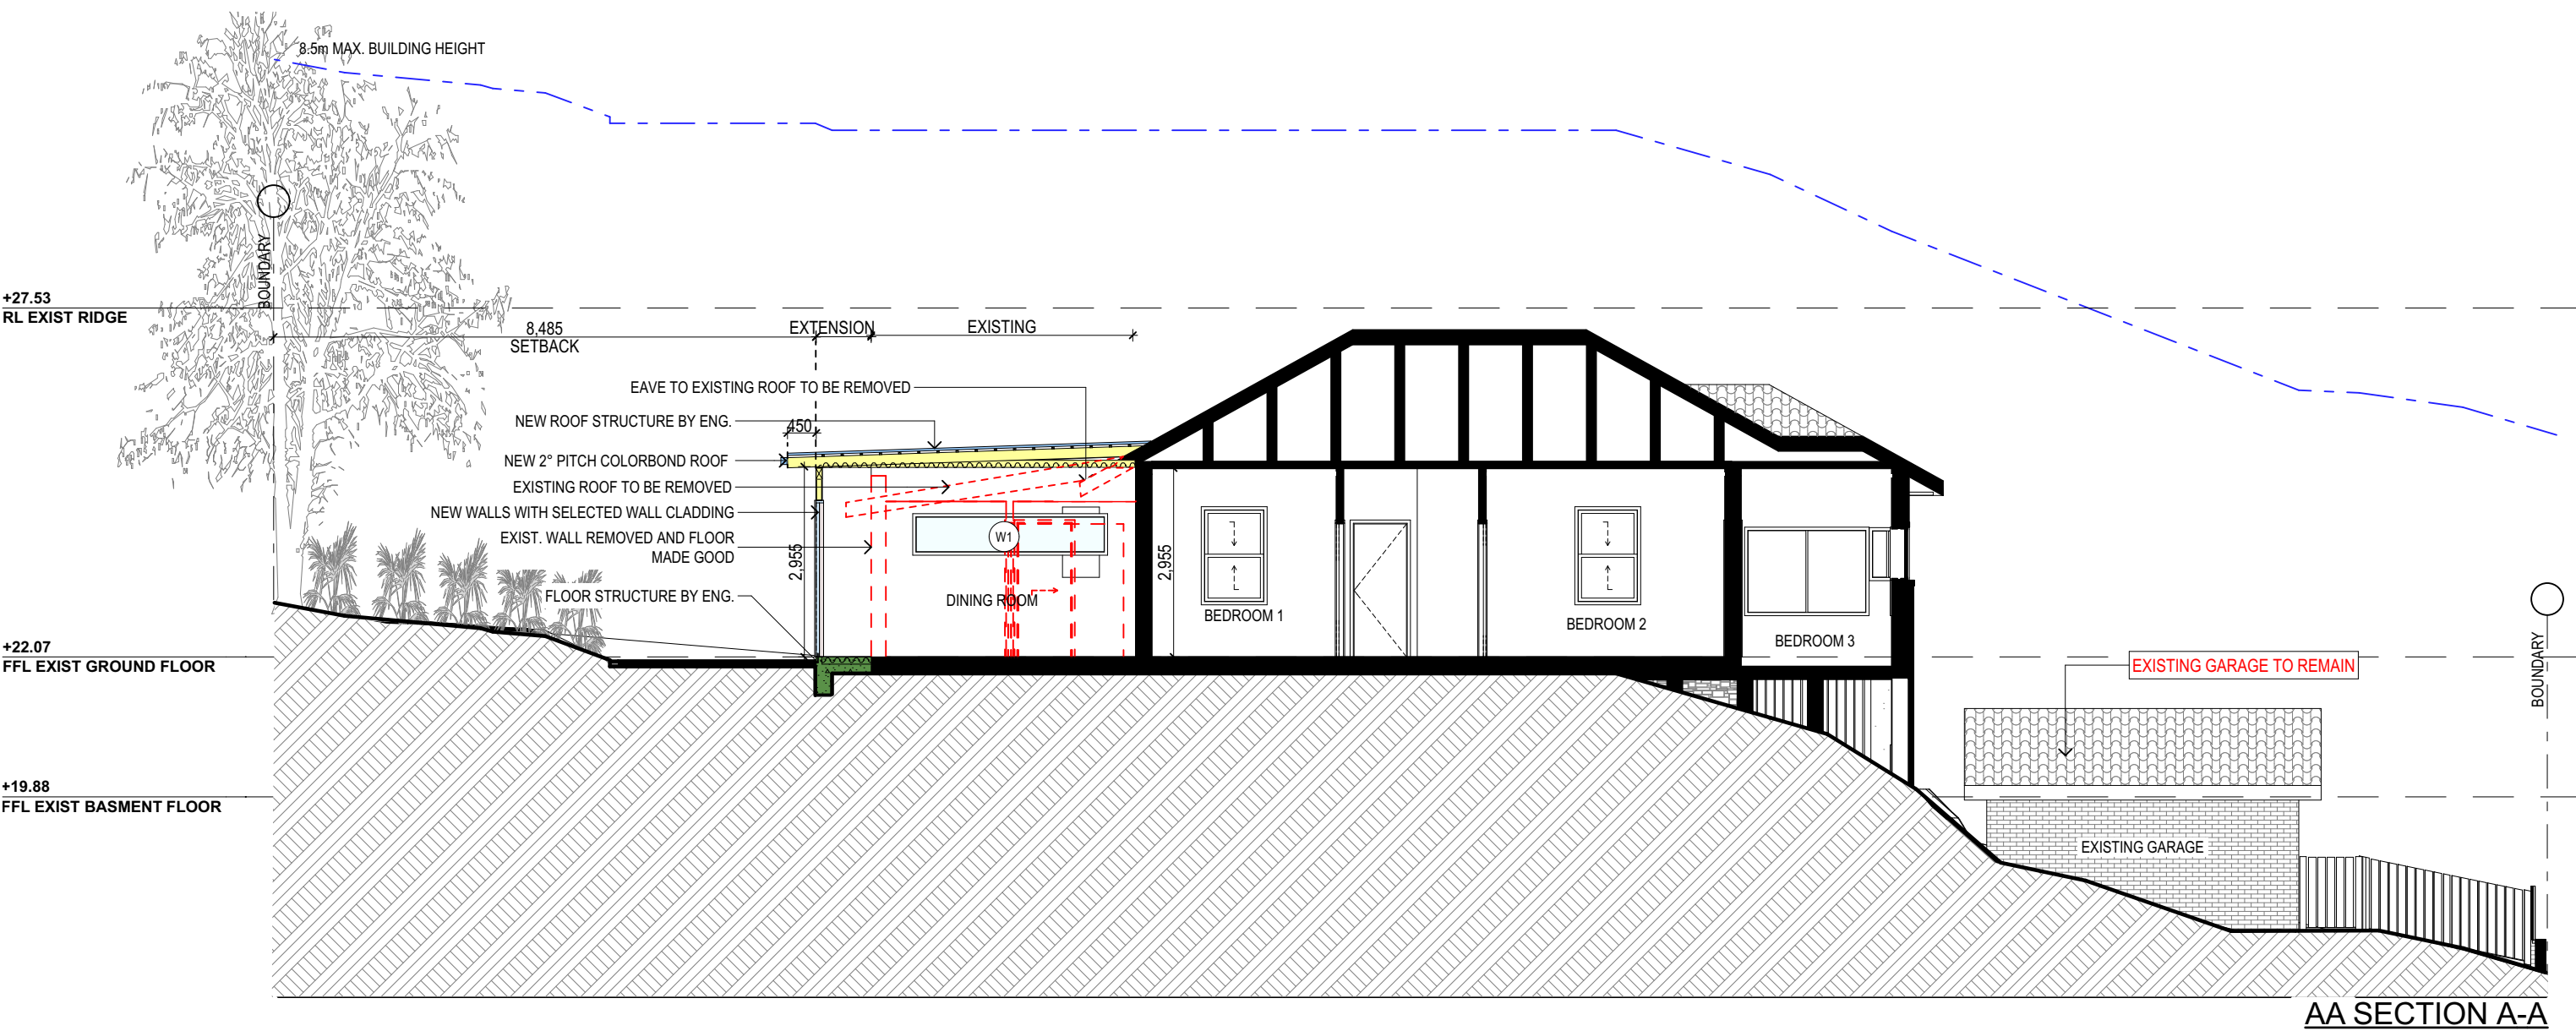 8.5m MAX. BUILDING HEIGHT
BOUNDARY
+27.53
RL EXIST RIDGE
8,485
SETBACK
EXTENSION
EXISTING
EAVE TO EXISTING ROOF TO BE REMOVED
NEW ROOF STRUCTURE BY ENG.
450
NEW 2° PITCH COLORBOND ROOF
EXISTING ROOF TO BE REMOVED
NEW WALLS WITH SELECTED WALL CLADDING
EXIST. WALL REMOVED AND FLOOR
MADE GOOD
W1
2,955
2,955
FLOOR STRUCTURE BY ENG.
DINING ROOM
BEDROOM 1
BEDROOM 2
BEDROOM 3
+22.07
FFL EXIST GROUND FLOOR
EXISTING GARAGE TO REMAIN
BOUNDARY
+19.88
FFL EXIST BASMENT FLOOR
EXISTING GARAGE
AA SECTION A-A